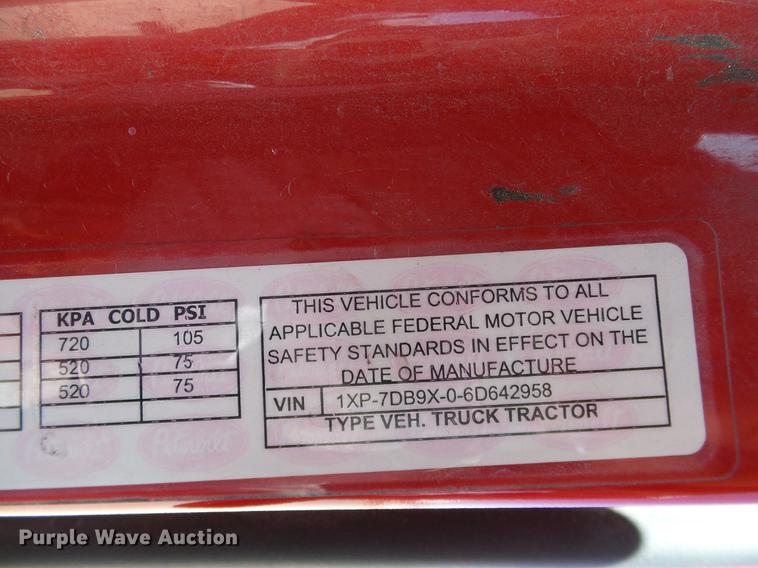 KPA COLD PSI
720 105
520 75
520 75
THIS VEHICLE CONFORMS TO ALL
APPLICABLE FEDERAL MOTOR VEHICLE
SAFETY STANDARDS IN EFFECT ON THE
DATE OF MANUFACTURE
VIN 1XP-7DB9X-0-6D642958
TYPE VEH. TRUCK TRACTOR
Peterbilt
Purple Wave Auction